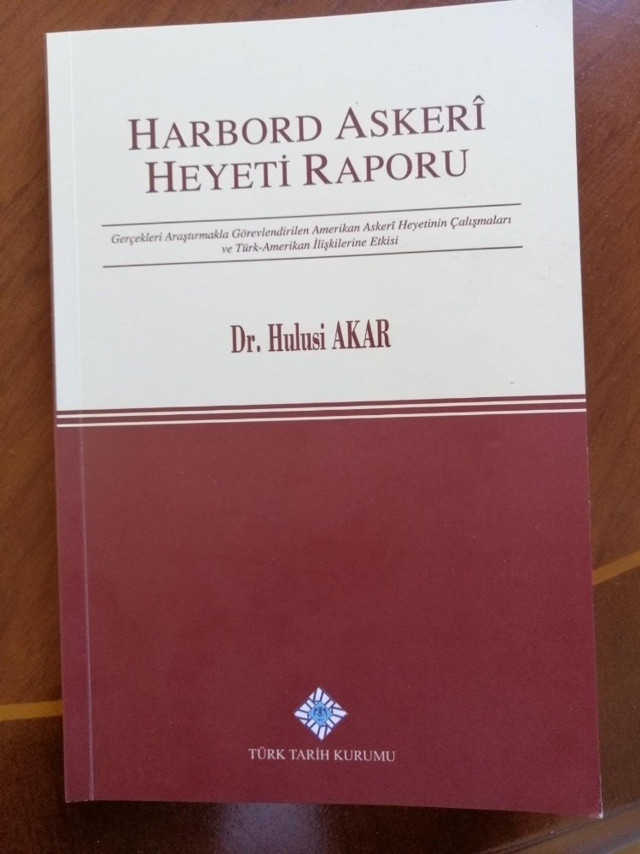 HARBORD ASKERÎ
HEYETİ RAPORU
Gerçekleri Araştırmakla Görevlendirilen Amerikan Askerî Heyetinin Çalışmaları
ve Türk-Amerikan İlişkilerine Etkisi
Dr. Hulusi AKAR
TÜRK TARİH KURUMU